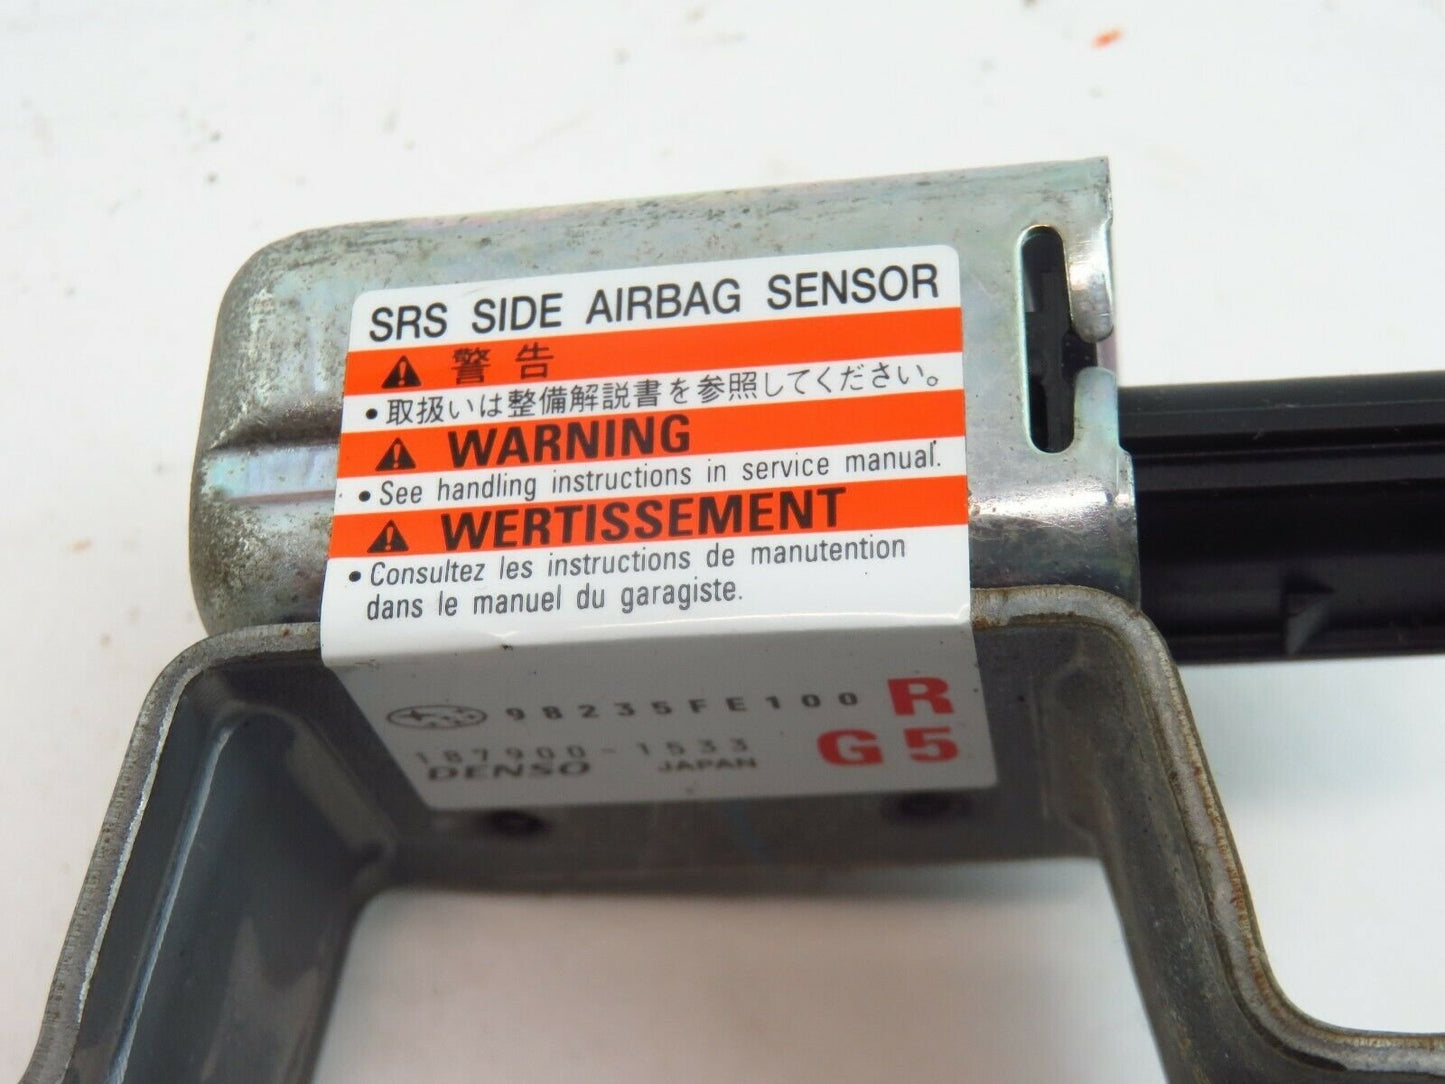 SRS SIDE AIRBAG SENSOR
警告
•取扱いは整備解説書を参照してください。
WARNING
•See handling instructions in service manual.
WERTISSEMENT
•Consultez les instructions de manutention
dans le manuel du garagiste.
98235FE100 R
187900-1533 G5
DENSO JAPAN